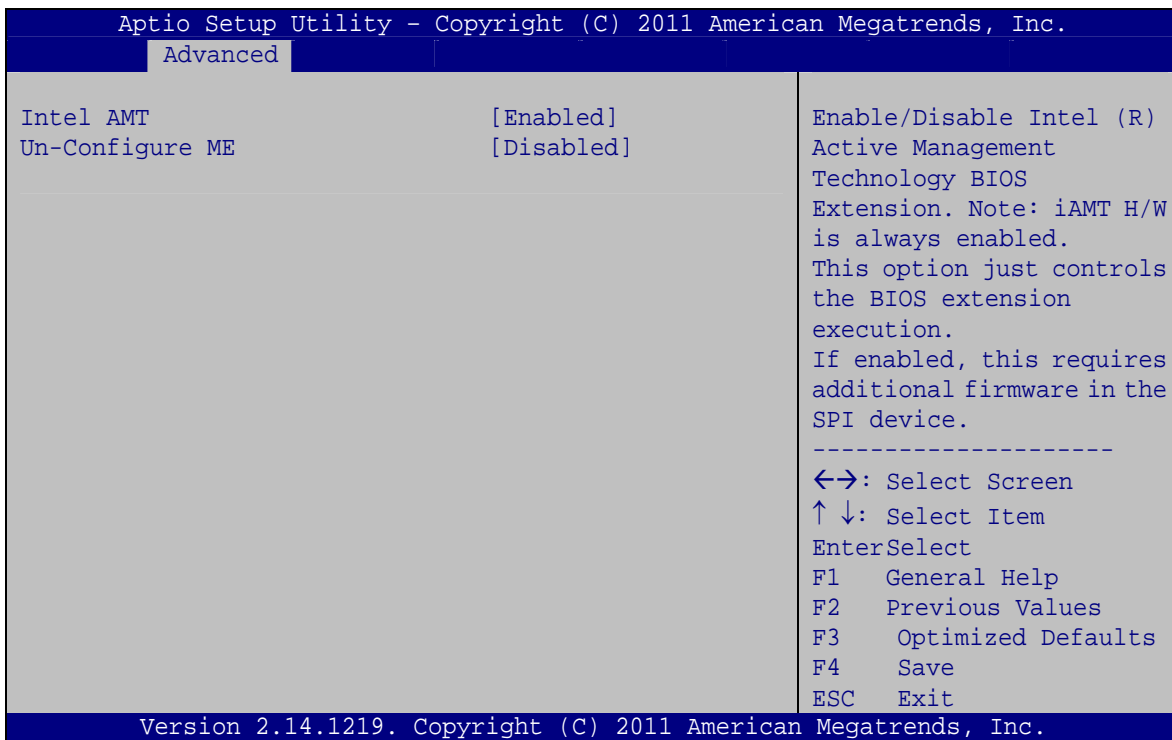 Aptio Setup Utility – Copyright (C) 2011 American Megatrends, Inc.
Advanced
Intel AMT [Enabled]
Un-Configure ME [Disabled]
Enable/Disable Intel (R)
Active Management
Technology BIOS
Extension. Note: iAMT H/W
is always enabled.
This option just controls
the BIOS extension
execution.
If enabled, this requires
additional firmware in the
SPI device.
---------------------
←→: Select Screen
↑ ↓: Select Item
EnterSelect
F1 General Help
F2 Previous Values
F3 Optimized Defaults
F4 Save
ESC Exit
Version 2.14.1219. Copyright (C) 2011 American Megatrends, Inc.